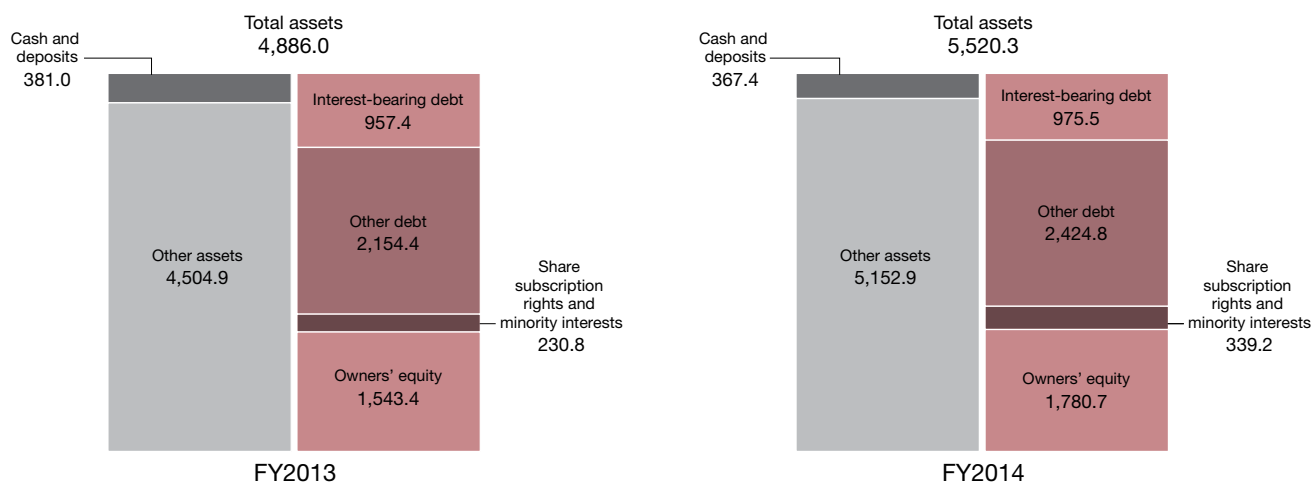 Total assets
4,886.0
Cash and
deposits
381.0
Interest-bearing debt
957.4
Other debt
2,154.4
Other assets
4,504.9
Share
subscription
rights and
minority interests
230.8
Owners’ equity
1,543.4
FY2013
Total assets
5,520.3
Cash and
deposits
367.4
Interest-bearing debt
975.5
Other debt
2,424.8
Other assets
5,152.9
Share
subscription
rights and
minority interests
339.2
Owners’ equity
1,780.7
FY2014